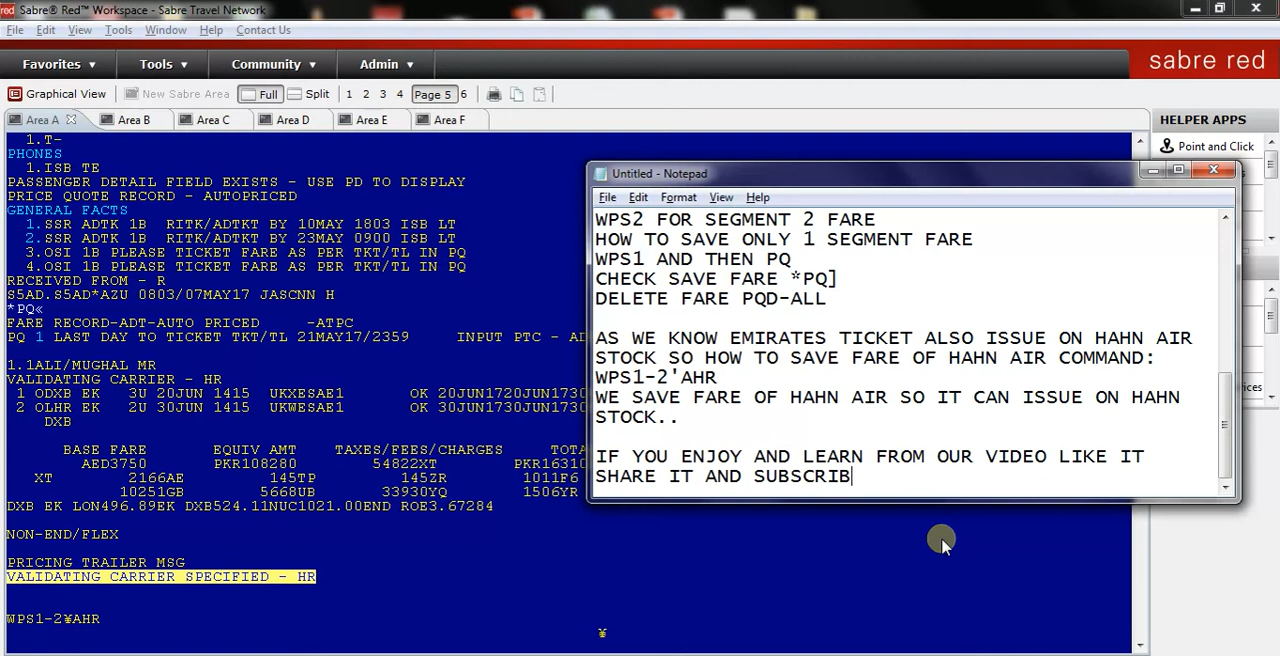 red Sabre® Red™ Workspace - Sabre Travel Network
File Edit View Tools Window Help Contact Us
Favorites Tools Community Admin sabre red
Graphical View New Sabre Area Full Split 1 2 3 4 Page 5 6
Area A Area B Area C Area D Area E Area F HELPER APPS
Point and Click
1.T-
PHONES
1.ISB TE
PASSENGER DETAIL FIELD EXISTS - USE PD TO DISPLAY
PRICE QUOTE RECORD - AUTOPRICED
GENERAL FACTS
1.SSR ADTK 1B RITK/ADTKT BY 10MAY 1803 ISB LT
2.SSR ADTK 1B RITK/ADTKT BY 23MAY 0900 ISB LT
3.OSI 1B PLEASE TICKET FARE AS PER TKT/TL IN PQ
4.OSI 1B PLEASE TICKET FARE AS PER TKT/TL IN PQ
RECEIVED FROM - R
S5AD.S5AD*AZU 0803/07MAY17 JASCNN H
*PQ«
FARE RECORD-ADT-AUTO PRICED -ATPC
PQ 1 LAST DAY TO TICKET TKT/TL 21MAY17/2359 INPUT PTC - AD
1.1ALI/MUGHAL MR
VALIDATING CARRIER - HR
1 ODXB EK 3U 20JUN 1415 UKXESAE1 OK 20JUN1720JUN1730
2 OLHR EK 2U 30JUN 1415 UKWESAE1 OK 30JUN1730JUN1730
DXB
BASE FARE EQUIV AMT TAXES/FEES/CHARGES TOTA
AED3750 PKR108280 54822XT PKR16310
XT 2166AE 145TP 145ZR 1011F6
10251GB 5668UB 33930YQ 1506YR
DXB EK LON496.89EK DXB524.11NUC1021.00END ROE3.67284
NON-END/FLEX
PRICING TRAILER MSG
VALIDATING CARRIER SPECIFIED - HR
WPS1-2¥AHR
¥
Untitled - Notepad
File Edit Format View Help
WPS2 FOR SEGMENT 2 FARE
HOW TO SAVE ONLY 1 SEGMENT FARE
WPS1 AND THEN PQ
CHECK SAVE FARE *PQ]
DELETE FARE PQD-ALL
AS WE KNOW EMIRATES TICKET ALSO ISSUE ON HAHN AIR
STOCK SO HOW TO SAVE FARE OF HAHN AIR COMMAND:
WPS1-2'AHR
WE SAVE FARE OF HAHN AIR SO IT CAN ISSUE ON HAHN
STOCK..
IF YOU ENJOY AND LEARN FROM OUR VIDEO LIKE IT
SHARE IT AND SUBSCRIB